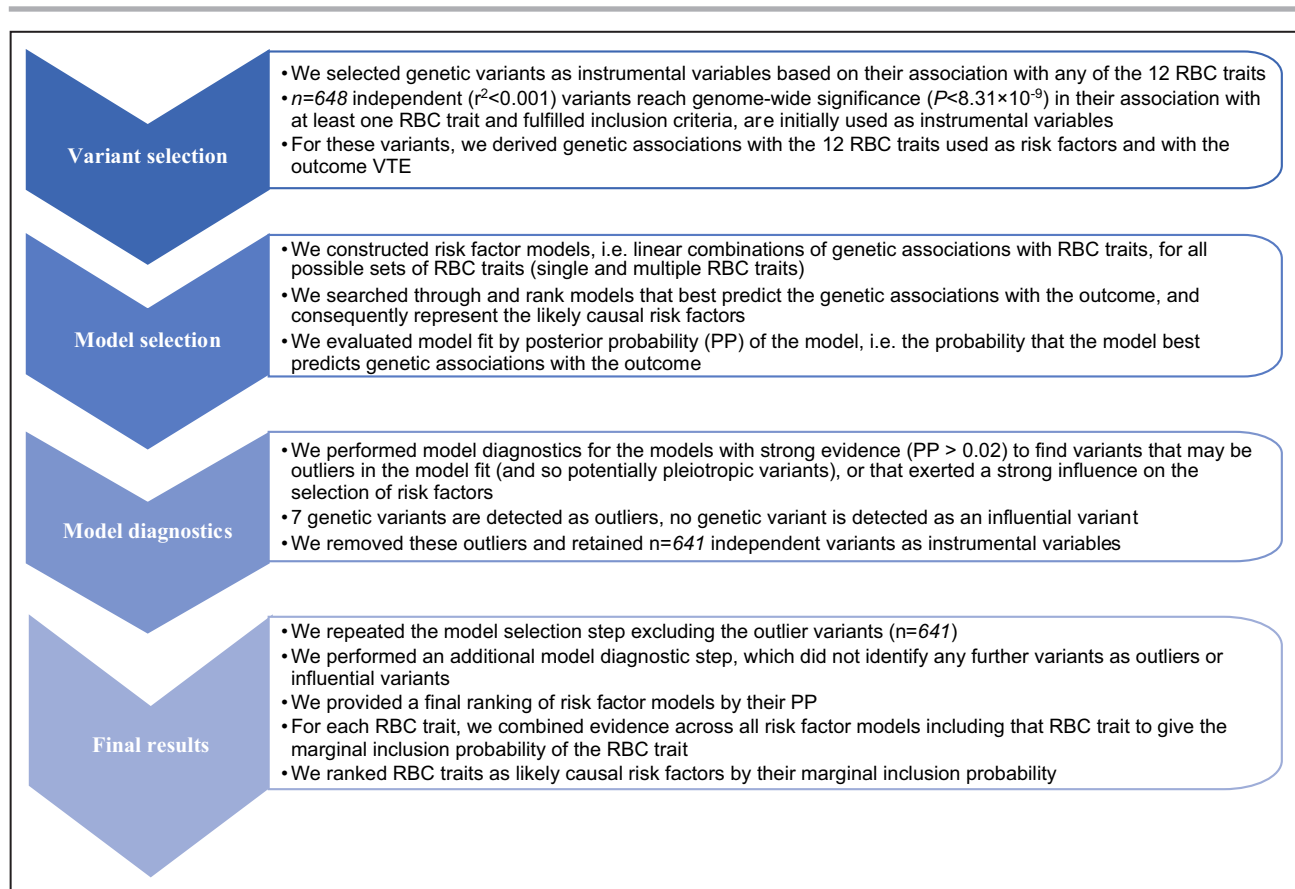 Variant selection
•We selected genetic variants as instrumental variables based on their association with any of the 12 RBC traits
•n=648 independent (r²<0.001) variants reach genome-wide significance (P<8.31×10⁻⁹) in their association with
at least one RBC trait and fulfilled inclusion criteria, are initially used as instrumental variables
•For these variants, we derived genetic associations with the 12 RBC traits used as risk factors and with the
outcome VTE
Model selection
•We constructed risk factor models, i.e. linear combinations of genetic associations with RBC traits, for all
possible sets of RBC traits (single and multiple RBC traits)
•We searched through and rank models that best predict the genetic associations with the outcome, and
consequently represent the likely causal risk factors
•We evaluated model fit by posterior probability (PP) of the model, i.e. the probability that the model best
predicts genetic associations with the outcome
Model diagnostics
•We performed model diagnostics for the models with strong evidence (PP > 0.02) to find variants that may be
outliers in the model fit (and so potentially pleiotropic variants), or that exerted a strong influence on the
selection of risk factors
•7 genetic variants are detected as outliers, no genetic variant is detected as an influential variant
•We removed these outliers and retained n=641 independent variants as instrumental variables
Final results
•We repeated the model selection step excluding the outlier variants (n=641)
•We performed an additional model diagnostic step, which did not identify any further variants as outliers or
influential variants
•We provided a final ranking of risk factor models by their PP
•For each RBC trait, we combined evidence across all risk factor models including that RBC trait to give the
marginal inclusion probability of the RBC trait
•We ranked RBC traits as likely causal risk factors by their marginal inclusion probability